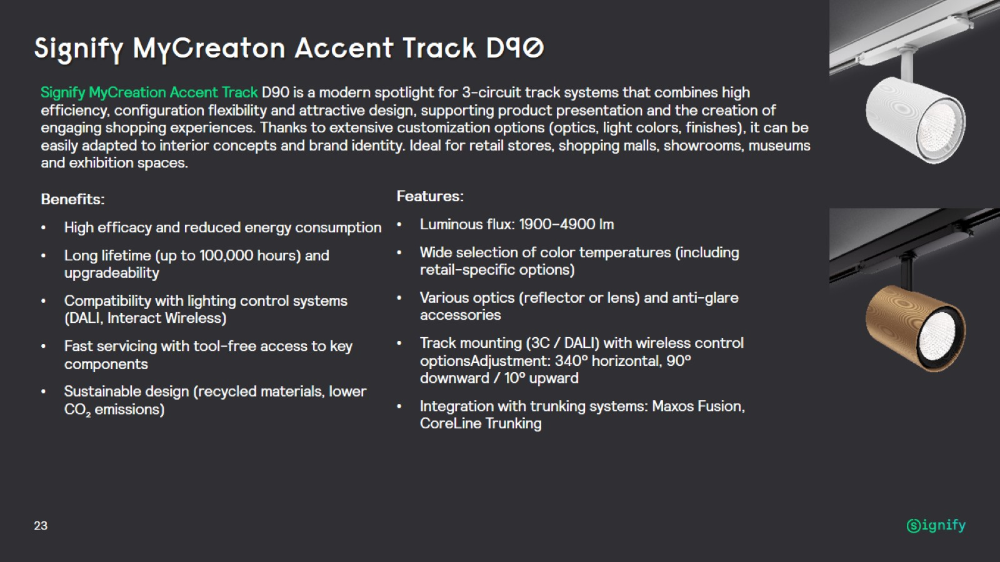 Signify MyCreaton Accent Track D90
Signify MyCreation Accent Track D90 is a modern spotlight for 3-circuit track systems that combines high
efficiency, configuration flexibility and attractive design, supporting product presentation and the creation of
engaging shopping experiences. Thanks to extensive customization options (optics, light colors, finishes), it can be
easily adapted to interior concepts and brand identity. Ideal for retail stores, shopping malls, showrooms, museums
and exhibition spaces.
Benefits:
• High efficacy and reduced energy consumption
• Long lifetime (up to 100,000 hours) and
upgradeability
• Compatibility with lighting control systems
(DALI, Interact Wireless)
• Fast servicing with tool-free access to key
components
• Sustainable design (recycled materials, lower
CO₂ emissions)
Features:
• Luminous flux: 1900–4900 lm
• Wide selection of color temperatures (including
retail-specific options)
• Various optics (reflector or lens) and anti-glare
accessories
• Track mounting (3C / DALI) with wireless control
optionsAdjustment: 340° horizontal, 90°
downward / 10° upward
• Integration with trunking systems: Maxos Fusion,
CoreLine Trunking
23
Signify